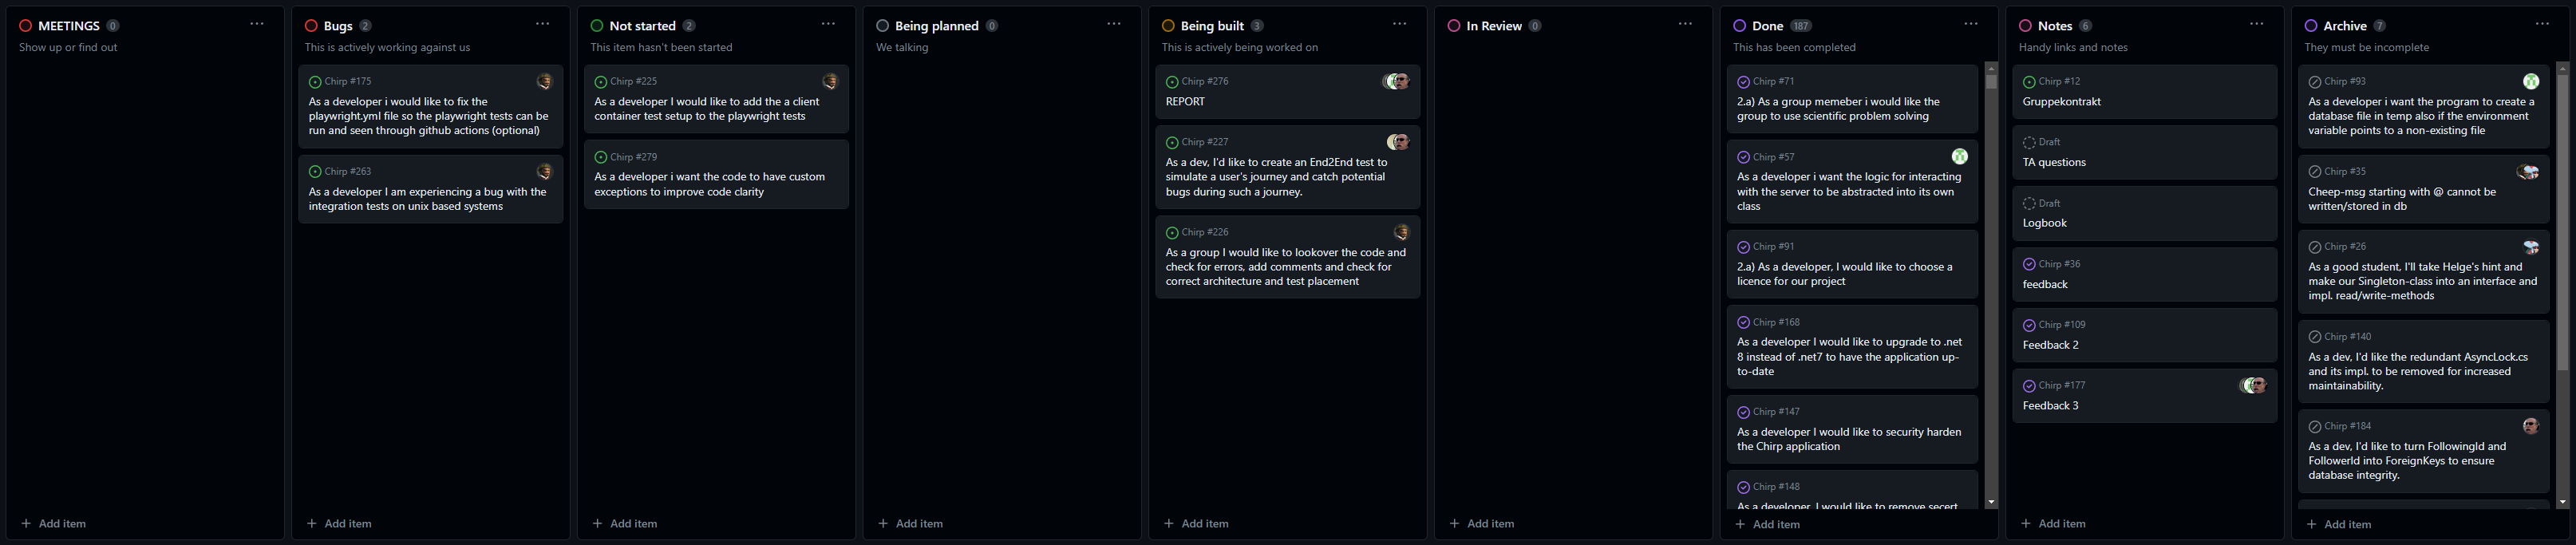 MEETINGS 0
Show up or find out
Add item
Bugs 2
This is actively working against us
Chirp #175
As a developer i would like to fix the
playwright.yml file so the playwright tests can be
run and seen through github actions (optional)
Chirp #263
As a developer I am experiencing a bug with the
integration tests on unix based systems
Add item
Not started 2
This item hasn't been started
Chirp #225
As a developer I would like to add the a client
container test setup to the playwright tests
Chirp #279
As a developer i want the code to have custom
exceptions to improve code clarity
Add item
Being planned 0
We talking
Add item
Being built 3
This is actively being worked on
Chirp #276
REPORT
Chirp #227
As a dev, I'd like to create an End2End test to
simulate a user's journey and catch potential
bugs during such a journey.
Chirp #226
As a group I would like to lookover the code and
check for errors, add comments and check for
correct architecture and test placement
Add item
In Review 0
Add item
Done 187
This has been completed
Chirp #71
2.a) As a group memeber i would like the
group to use scientific problem solving
Chirp #57
As a developer i want the logic for interacting
with the server to be abstracted into its own
class
Chirp #91
2.a) As a developer, I would like to choose a
licence for our project
Chirp #168
As a developer I would like to upgrade to .net
8 instead of .net7 to have the application up-
to-date
Chirp #147
As a developer I would like to security harden
the Chirp application
Chirp #148
As a developer, I would like to remove secert
Add item
Notes 6
Handy links and notes
Chirp #12
Gruppekontrakt
Draft
TA questions
Draft
Logbook
Chirp #36
feedback
Chirp #109
Feedback 2
Chirp #177
Feedback 3
Add item
Archive 7
They must be incomplete
Chirp #93
As a developer i want the program to create a
database file in temp also if the environment
variable points to a non-existing file
Chirp #35
Cheep-msg starting with @ cannot be
written/stored in db
Chirp #26
As a good student, I'll take Helge's hint and
make our Singleton-class into an interface and
impl. read/write-methods
Chirp #140
As a dev, I'd like the redundant AsyncLock.cs
and its impl. to be removed for increased
maintainability.
Chirp #184
As a dev, I'd like to turn FollowingId and
FollowerId into ForeignKeys to ensure
database integrity.
Add item